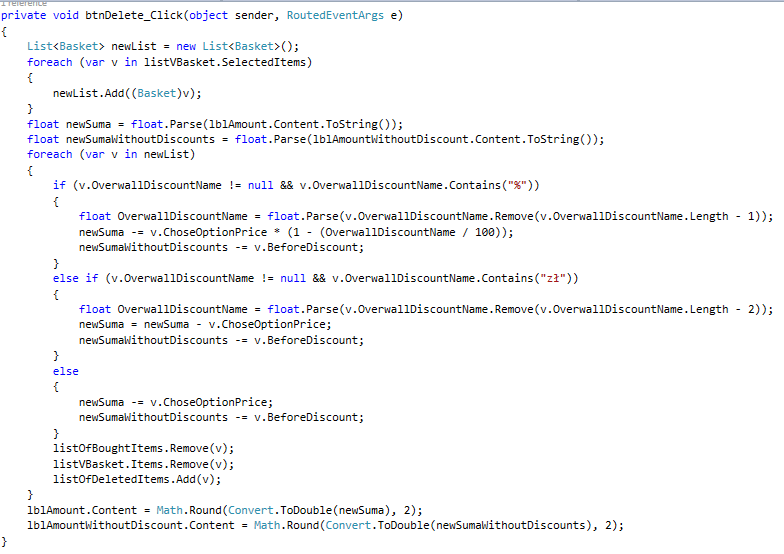 1 reference
private void btnDelete_Click(object sender, RoutedEventArgs e)
{
    List<Basket> newList = new List<Basket>();
    foreach (var v in listVBasket.SelectedItems)
    {
        newList.Add((Basket)v);
    }
    float newSuma = float.Parse(lblAmount.Content.ToString());
    float newSumaWithoutDiscounts = float.Parse(lblAmountWithoutDiscount.Content.ToString());
    foreach (var v in newList)
    {
        if (v.OverwallDiscountName != null && v.OverwallDiscountName.Contains("%"))
        {
            float OverwallDiscountName = float.Parse(v.OverwallDiscountName.Remove(v.OverwallDiscountName.Length - 1));
            newSuma -= v.ChoseOptionPrice * (1 - (OverwallDiscountName / 100));
            newSumaWithoutDiscounts -= v.BeforeDiscount;
        }
        else if (v.OverwallDiscountName != null && v.OverwallDiscountName.Contains("zł"))
        {
            float OverwallDiscountName = float.Parse(v.OverwallDiscountName.Remove(v.OverwallDiscountName.Length - 2));
            newSuma = newSuma - v.ChoseOptionPrice;
            newSumaWithoutDiscounts -= v.BeforeDiscount;
        }
        else
        {
            newSuma -= v.ChoseOptionPrice;
            newSumaWithoutDiscounts -= v.BeforeDiscount;
        }
        listOfBoughtItems.Remove(v);
        listVBasket.Items.Remove(v);
        listOfDeletedItems.Add(v);
    }
    lblAmount.Content = Math.Round(Convert.ToDouble(newSuma), 2);
    lblAmountWithoutDiscount.Content = Math.Round(Convert.ToDouble(newSumaWithoutDiscounts), 2);
}